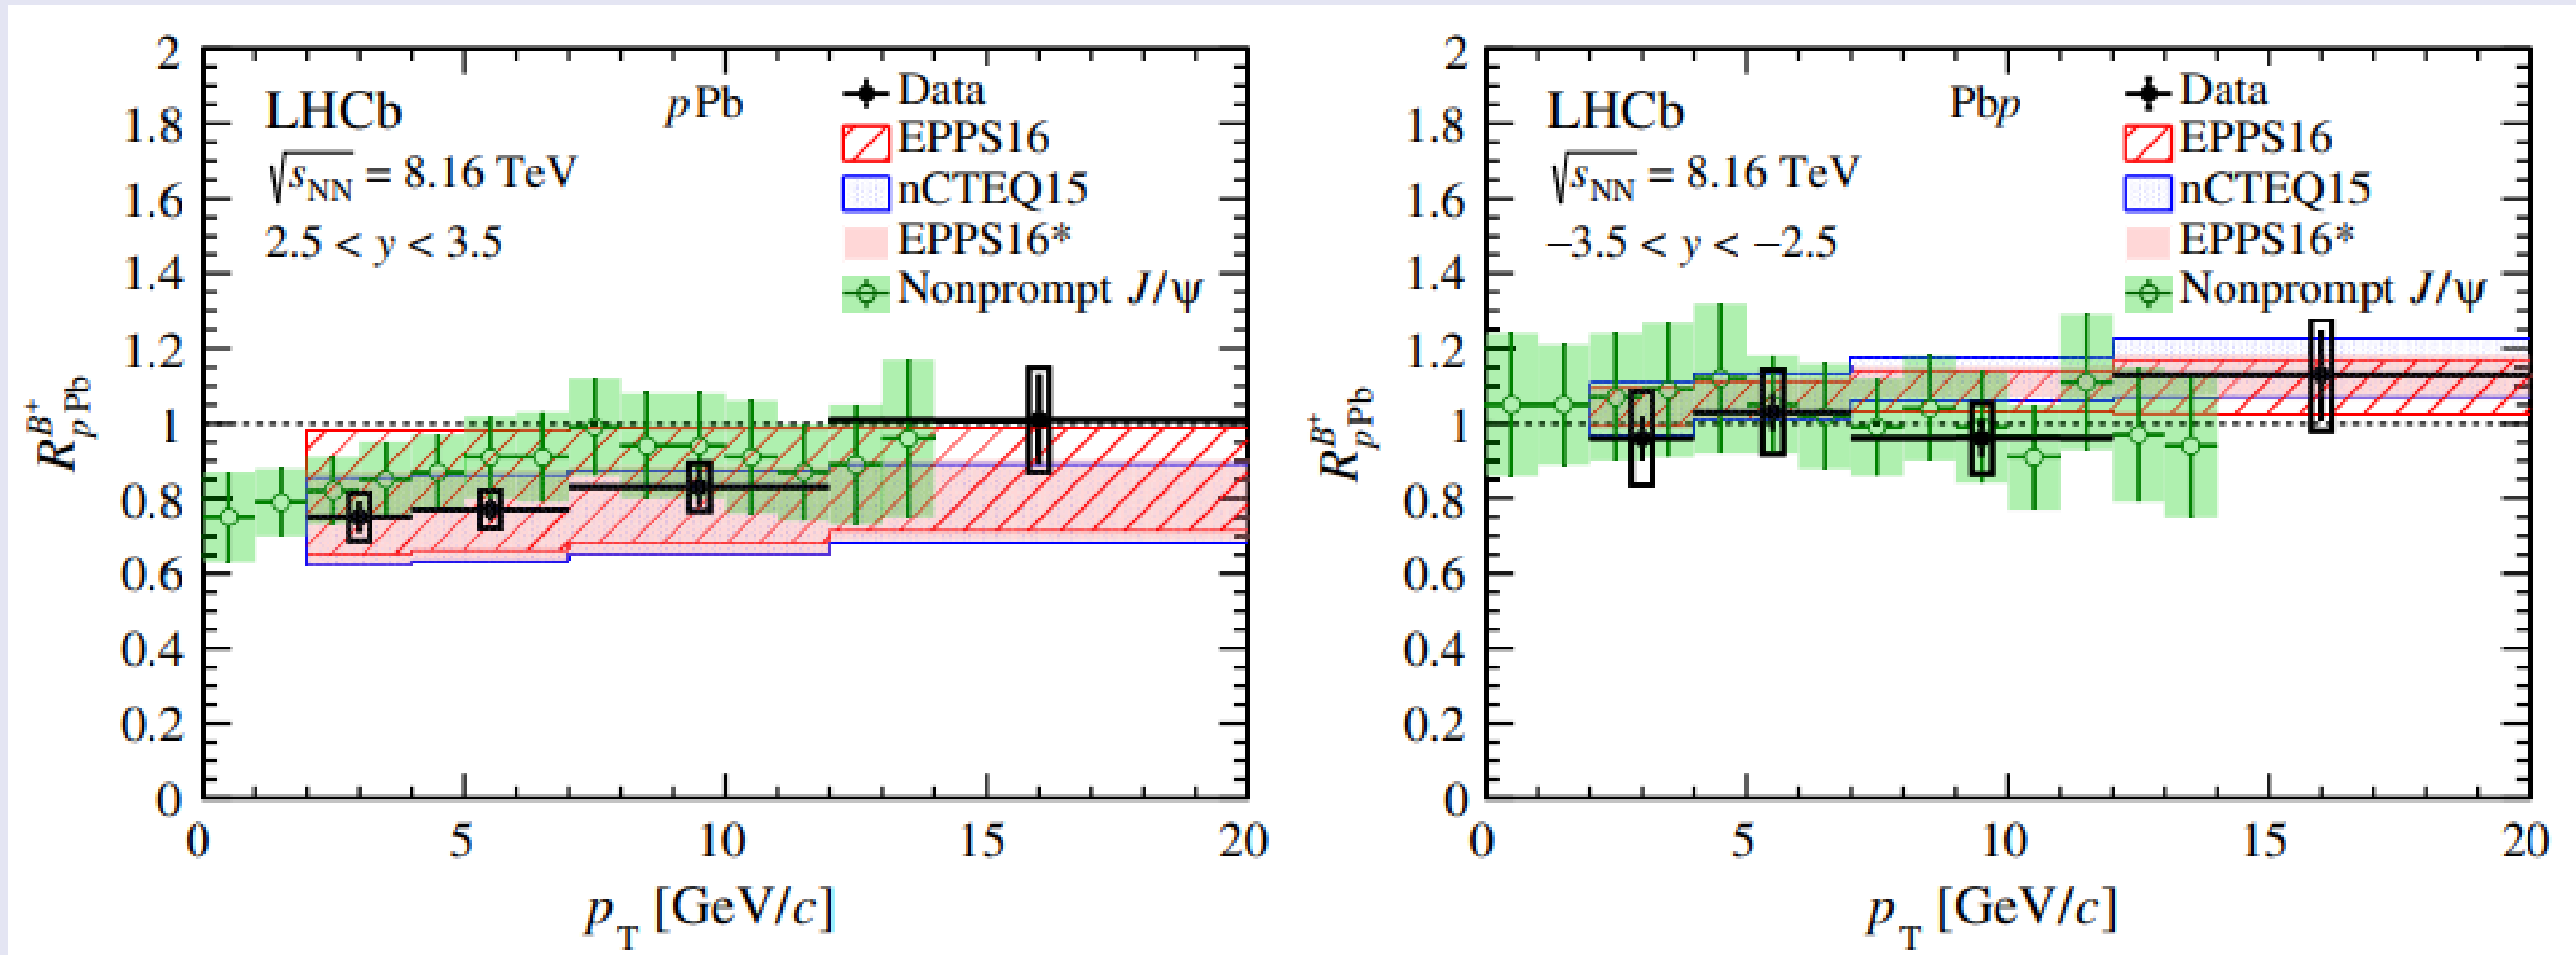 LHCb
pPb
√sNN = 8.16 TeV
2.5 < y < 3.5
Data
EPPS16
nCTEQ15
EPPS16*
Nonprompt J/ψ
R^{B^+}_{pPb}
2
1.8
1.6
1.4
1.2
1
0.8
0.6
0.4
0.2
0
0 5 10 15 20
p_T [GeV/c]
LHCb
Pbp
√sNN = 8.16 TeV
−3.5 < y < −2.5
Data
EPPS16
nCTEQ15
EPPS16*
Nonprompt J/ψ
R^{B^+}_{pPb}
2
1.8
1.6
1.4
1.2
1
0.8
0.6
0.4
0.2
0
0 5 10 15 20
p_T [GeV/c]